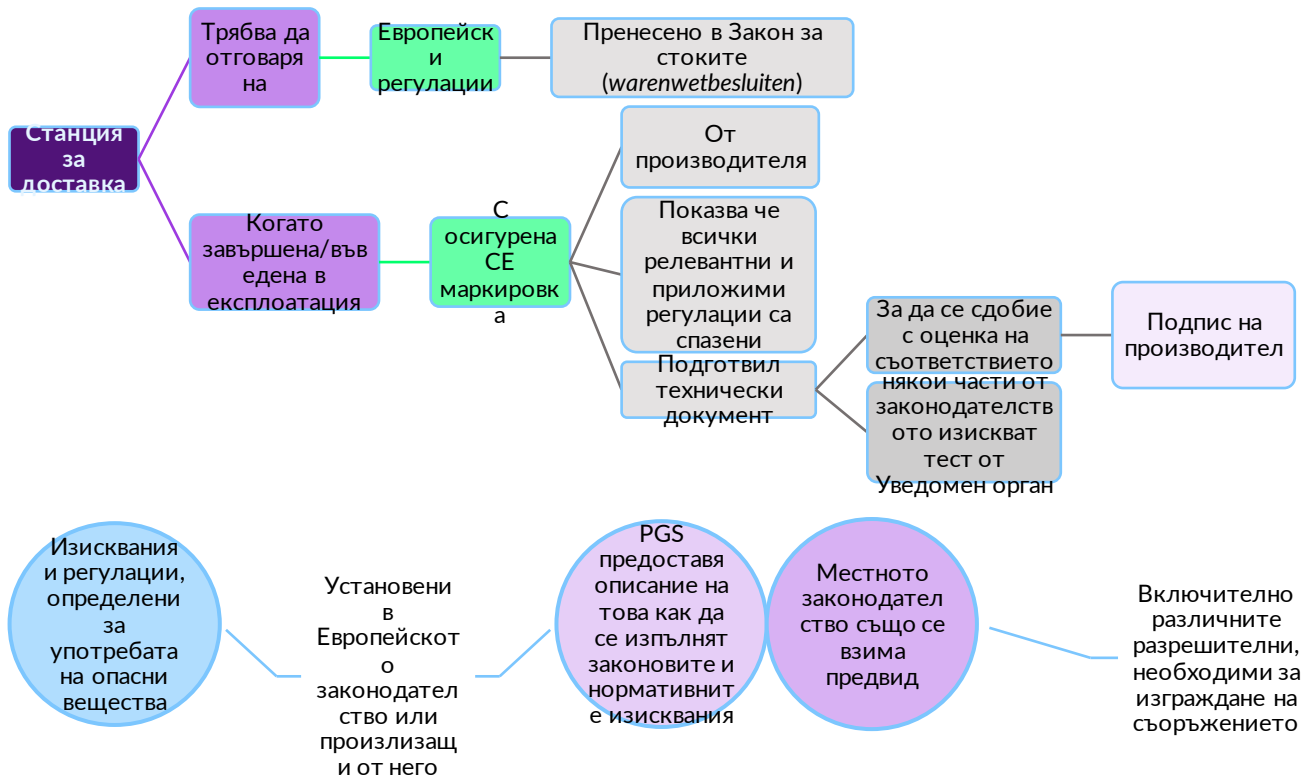 Станция
за
доставка
Трябва да
отговаря
на
Европейск
и
регулации
Пренесено в Закон за
стоките
(warenwetbesluiten)
Когато
завършена/във
едена в
експлоатация
С
осигурена
CE
маркировк
а
От
производителя
Показва че
всички
релевантни и
приложими
регулации са
спазени
Подготвил
технически
документ
За да се сдобие
с оценка на
съответствието
Подпис на
производител
някои части от
законодателств
ото изискват
тест от
Уведомен орган
Изисквания
и регулации,
определени
за
употребата
на опасни
вещества
Установени
в
Европейскот
о
законодател
ство или
произлизащ
и от него
PGS
предоставя
описание на
това как да
се изпълнят
законовите и
нормативнит
е изисквания
Местното
законодател
ство също се
взима
предвид
Включително
различните
разрешителни,
необходими за
изграждане на
съоръжението